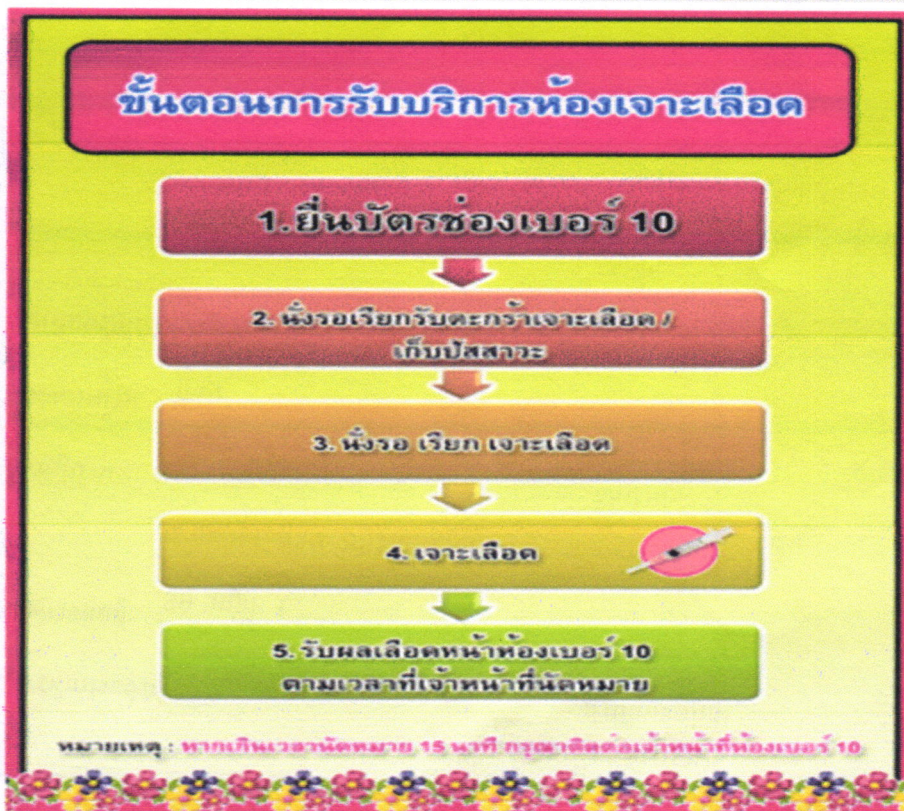 ขั้นตอนการรับบริการห้องเจาะเลือด
1.ยื่นบัตรช่องเบอร์ 10
2. นั่งรอเรียกรับตะกร้าเจาะเลือด /
เก็บปัสสาวะ
3. นั่งรอ เรียก เจาะเลือด
4. เจาะเลือด
5. รับผลเลือดหน้าห้องเบอร์ 10
ตามเวลาที่เจ้าหน้าที่นัดหมาย
หมายเหตุ : หากเกินเวลานัดหมาย 15 นาที กรุณาติดต่อเจ้าหน้าที่ห้องเบอร์ 10